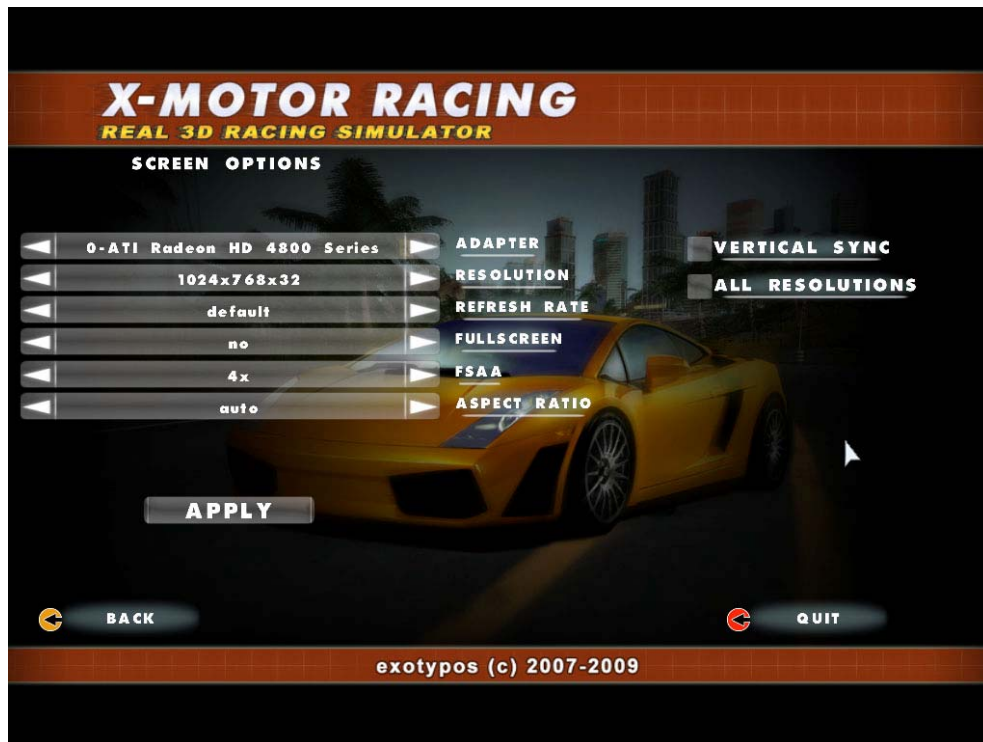 X-MOTOR RACING
REAL 3D RACING SIMULATOR
SCREEN OPTIONS
0-ATI Radeon HD 4800 Series ADAPTER VERTICAL SYNC
1024x768x32 RESOLUTION ALL RESOLUTIONS
default REFRESH RATE
no FULLSCREEN
4x FSAA
auto ASPECT RATIO
APPLY
BACK QUIT
exotypos (c) 2007-2009